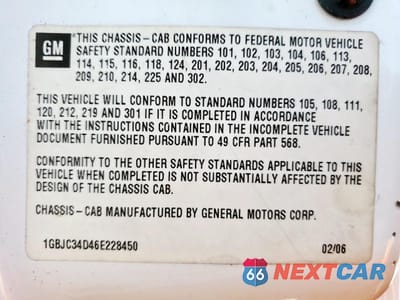 GM
"THIS CHASSIS-CAB CONFORMS TO FEDERAL MOTOR VEHICLE
SAFETY STANDARD NUMBERS 101, 102, 103, 104, 106, 113,
114, 115, 116, 118, 124, 201, 202, 203, 204, 205, 206, 207, 208,
209, 210, 214, 225 AND 302.
THIS VEHICLE WILL CONFORM TO STANDARD NUMBERS 105, 108, 111,
120, 212, 219 AND 301 IF IT IS COMPLETED IN ACCORDANCE
WITH THE INSTRUCTIONS CONTAINED IN THE INCOMPLETE VEHICLE
DOCUMENT FURNISHED PURSUANT TO 49 CFR PART 568.
CONFORMITY TO THE OTHER SAFETY STANDARDS APPLICABLE TO THIS
VEHICLE WHEN COMPLETED IS NOT SUBSTANTIALLY AFFECTED BY THE
DESIGN OF THE CHASSIS CAB.
CHASSIS-CAB MANUFACTURED BY GENERAL MOTORS CORP.
1GBJC34D46E228450 02/06
66 NEXTCAR